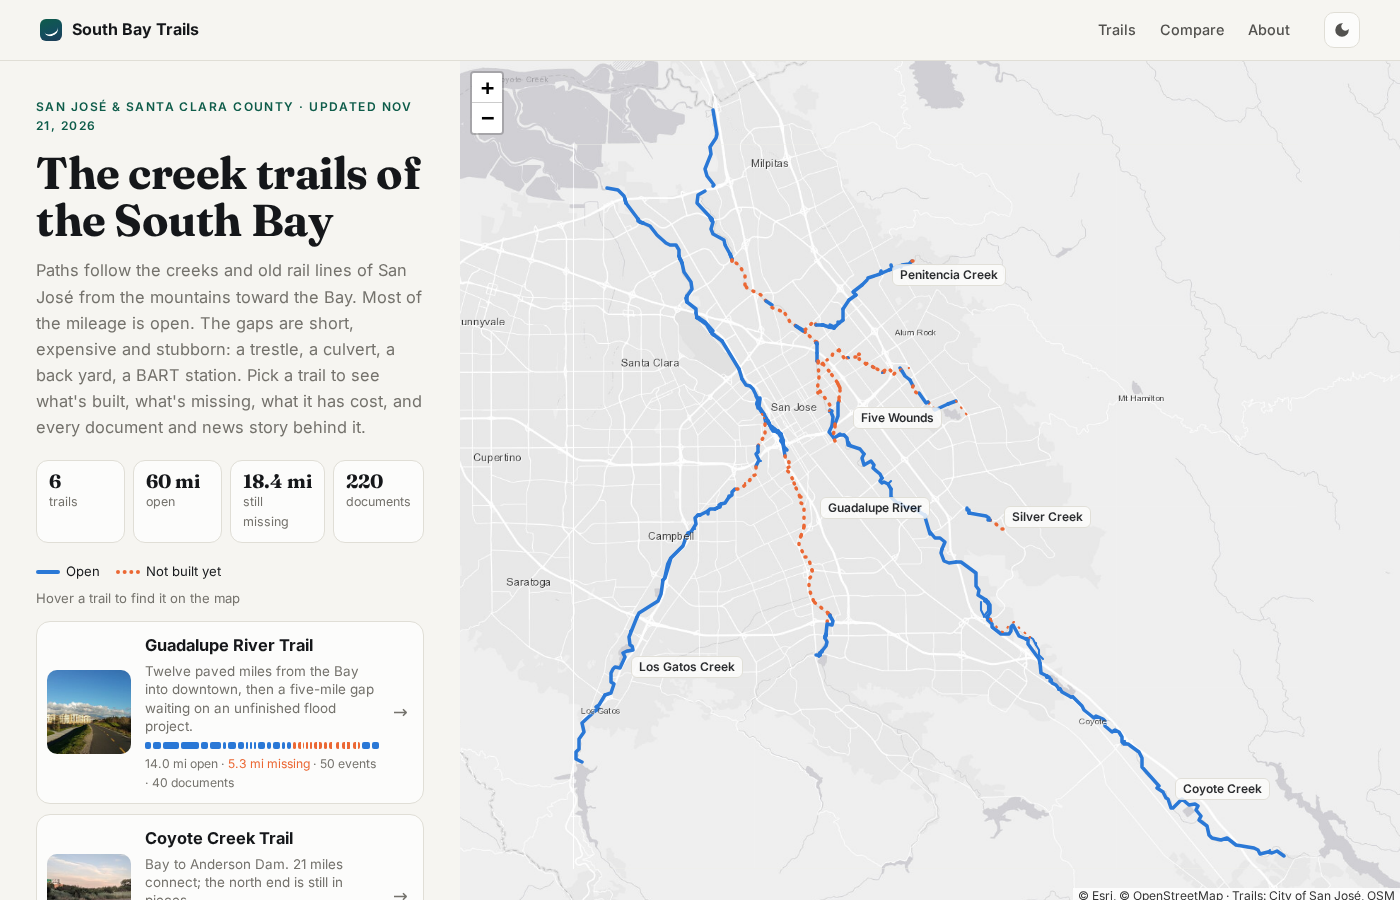 South Bay Trails
Trails
Compare
About
SAN JOSÉ & SANTA CLARA COUNTY · UPDATED NOV
21, 2026
The creek trails of
the South Bay
Paths follow the creeks and old rail lines of San
José from the mountains toward the Bay. Most of
the mileage is open. The gaps are short,
expensive and stubborn: a trestle, a culvert, a
back yard, a BART station. Pick a trail to see
what's built, what's missing, what it has cost, and
every document and news story behind it.
6
trails
60 mi
open
18.4 mi
still
missing
220
documents
Open
Not built yet
Hover a trail to find it on the map
Guadalupe River Trail
Twelve paved miles from the Bay
into downtown, then a five-mile gap
waiting on an unfinished flood
project.
→
14.0 mi open · 5.3 mi missing · 50 events
· 40 documents
Coyote Creek Trail
Bay to Anderson Dam. 21 miles
connect; the north end is still in
pieces.
→
+
−
Creek
Milpitas
Penitencia Creek
unnyvale
Alum Rock
Santa Clara
Mt Hamilton
San Jose
Five Wounds
Cupertino
Guadalupe River
Silver Creek
Campbell
Saratoga
Los Gatos Creek
Los Gatos
Coyote
Coyote Creek
© Esri, © OpenStreetMap · Trails: City of San José, OSM